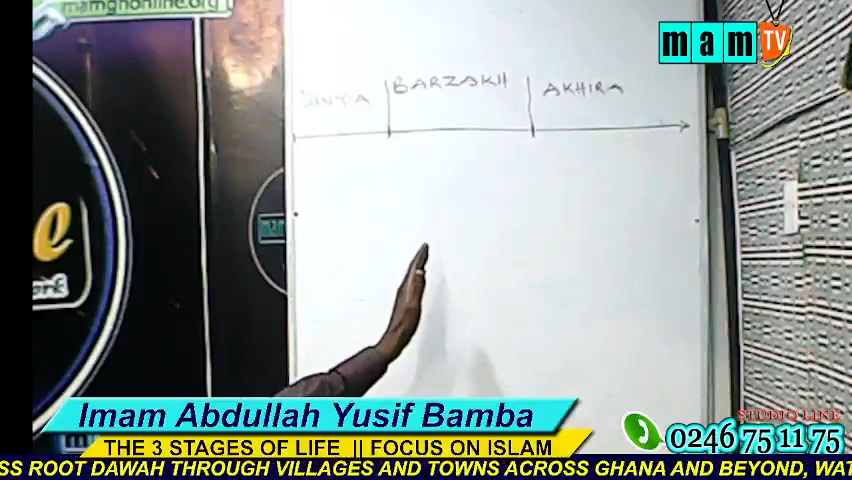 mamghonline.org
mam TV
DUNYA BARZAKH AKHIRA
e
ork
Imam Abdullah Yusif Bamba
THE 3 STAGES OF LIFE || FOCUS ON ISLAM
STUDIO LINE
0246 75 11 75
SS ROOT DAWAH THROUGH VILLAGES AND TOWNS ACROSS GHANA AND BEYOND, WAT